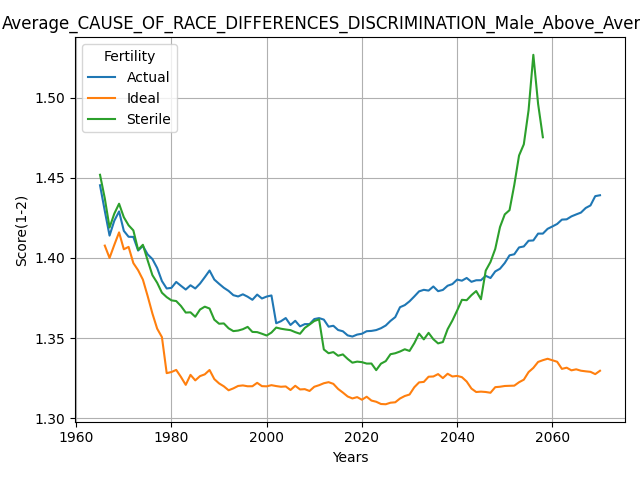 Average_CAUSE_OF_RACE_DIFFERENCES_DISCRIMINATION_Male_Above_Aver
Fertility
Actual
Ideal
Sterile
Score(1-2)
1.50
1.45
1.40
1.35
1.30
1960 1980 2000 2020 2040 2060
Years